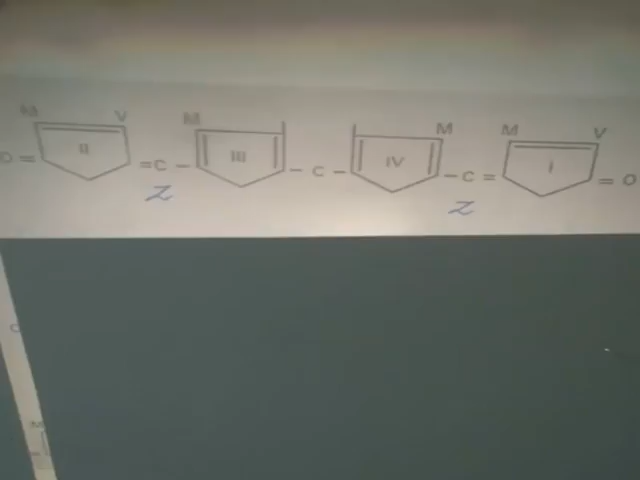 M V M M M V
O = II = C - III - C - IV - C = I = O
Z Z
C
M